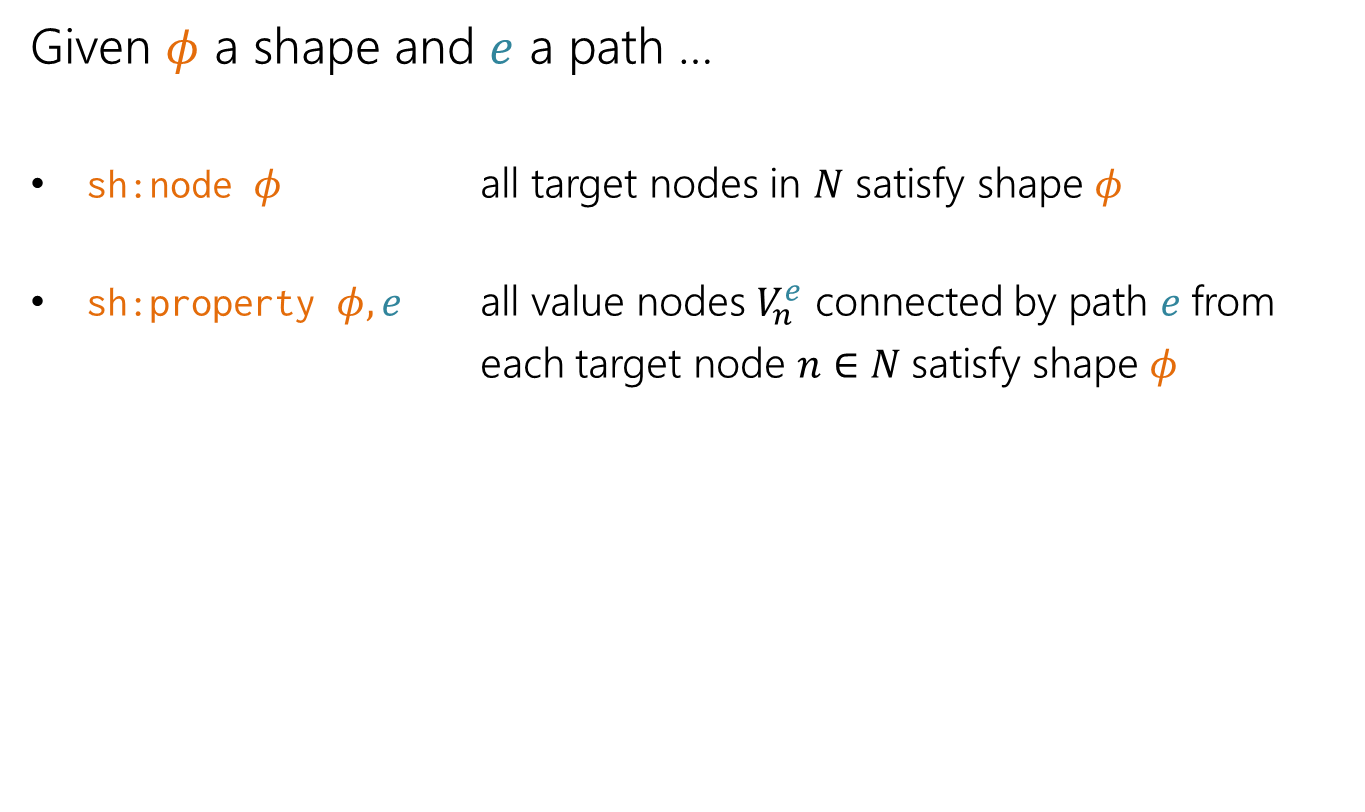 Given 𝜙 a shape and 𝑒 a path …
• sh:node 𝜙 all target nodes in 𝑁 satisfy shape 𝜙
• sh:property 𝜙,𝑒 all value nodes 𝑉ₙᵉ connected by path 𝑒 from
each target node 𝑛 ∈ 𝑁 satisfy shape 𝜙